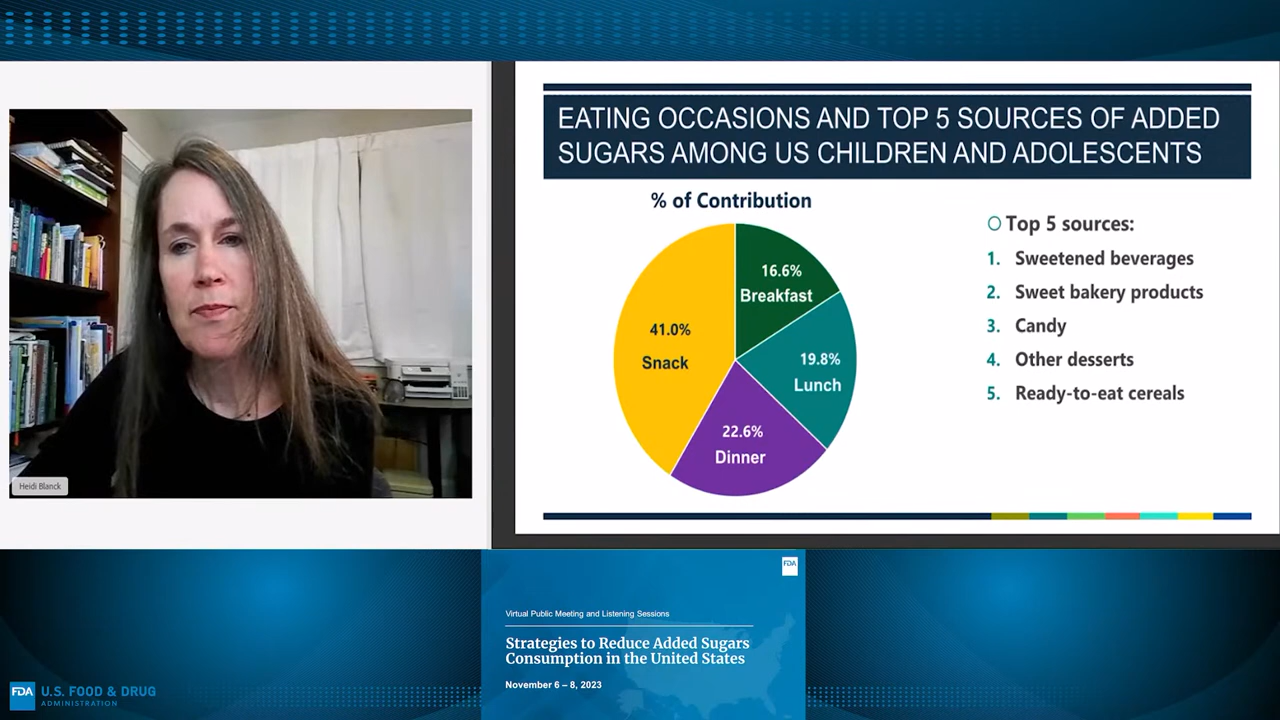 EATING OCCASIONS AND TOP 5 SOURCES OF ADDED
SUGARS AMONG US CHILDREN AND ADOLESCENTS
% of Contribution
16.6%
Breakfast
19.8%
Lunch
22.6%
Dinner
41.0%
Snack
Top 5 sources:
1. Sweetened beverages
2. Sweet bakery products
3. Candy
4. Other desserts
5. Ready-to-eat cereals
Heidi Blanck
FDA
Virtual Public Meeting and Listening Sessions
Strategies to Reduce Added Sugars
Consumption in the United States
November 6 – 8, 2023
FDA U.S. FOOD & DRUG
ADMINISTRATION